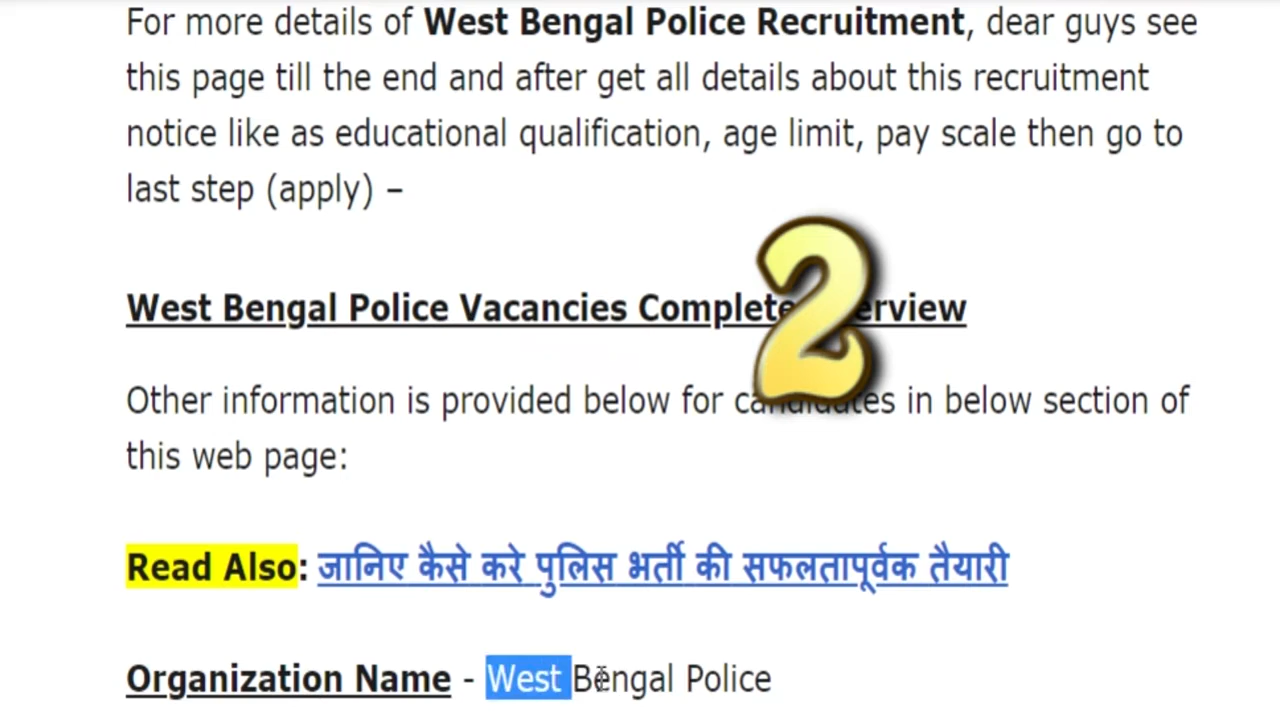 For more details of West Bengal Police Recruitment, dear guys see
this page till the end and after get all details about this recruitment
notice like as educational qualification, age limit, pay scale then go to
last step (apply) –
2
West Bengal Police Vacancies Complete Overview
Other information is provided below for candidates in below section of
this web page:
Read Also: जानिए कैसे करे पुलिस भर्ती की सफलतापूर्वक तैयारी
Organization Name - West Bengal Police